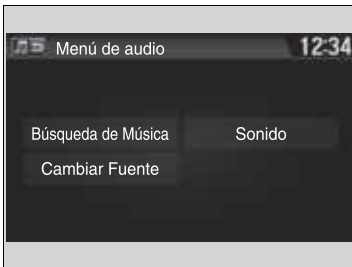 Menú de audio
12:34
Búsqueda de Música
Sonido
Cambiar Fuente